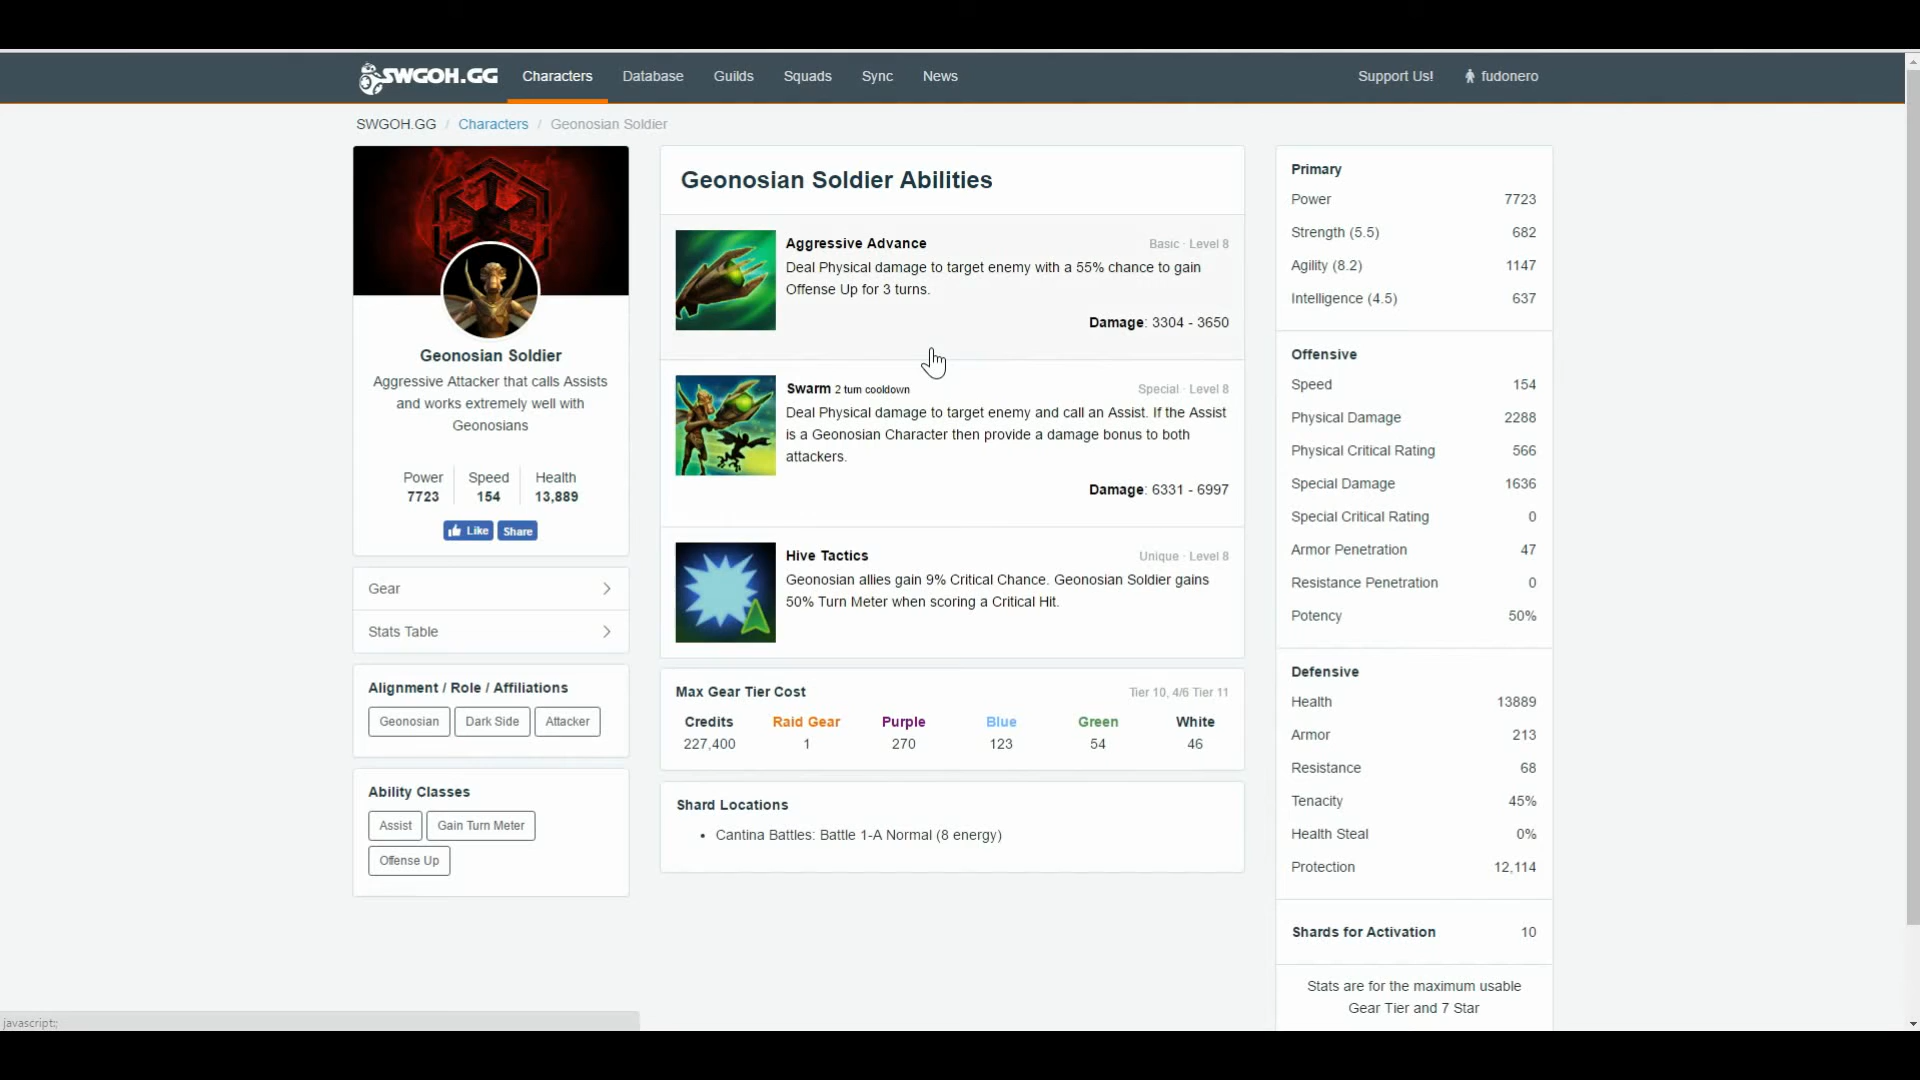 SWGOH.GG Characters Database Guilds Squads Sync News Support Us! fudonero
SWGOH.GG / Characters / Geonosian Soldier
Geonosian Soldier
Aggressive Attacker that calls Assists
and works extremely well with
Geonosians
Power Speed Health
7723 154 13,889
Like Share
Gear
Stats Table
Alignment / Role / Affiliations
Geonosian Dark Side Attacker
Ability Classes
Assist Gain Turn Meter
Offense Up
Geonosian Soldier Abilities
Aggressive Advance Basic · Level 8
Deal Physical damage to target enemy with a 55% chance to gain
Offense Up for 3 turns.
Damage: 3304 - 3650
Swarm 2 turn cooldown Special · Level 8
Deal Physical damage to target enemy and call an Assist. If the Assist
is a Geonosian Character then provide a damage bonus to both
attackers.
Damage: 6331 - 6997
Hive Tactics Unique · Level 8
Geonosian allies gain 9% Critical Chance. Geonosian Soldier gains
50% Turn Meter when scoring a Critical Hit.
Max Gear Tier Cost Tier 10, 4/6 Tier 11
Credits Raid Gear Purple Blue Green White
227,400 1 270 123 54 46
Shard Locations
• Cantina Battles: Battle 1-A Normal (8 energy)
Primary
Power 7723
Strength (5.5) 682
Agility (8.2) 1147
Intelligence (4.5) 637
Offensive
Speed 154
Physical Damage 2288
Physical Critical Rating 566
Special Damage 1636
Special Critical Rating 0
Armor Penetration 47
Resistance Penetration 0
Potency 50%
Defensive
Health 13889
Armor 213
Resistance 68
Tenacity 45%
Health Steal 0%
Protection 12,114
Shards for Activation 10
Stats are for the maximum usable
Gear Tier and 7 Star
javascript:;